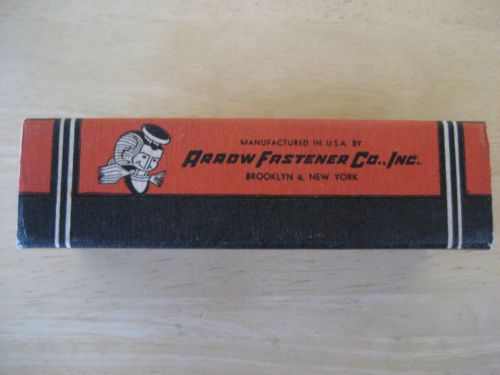 MANUFACTURED IN U.S.A. BY
ARROW FASTENER CO., INC.
BROOKLYN 6, NEW YORK